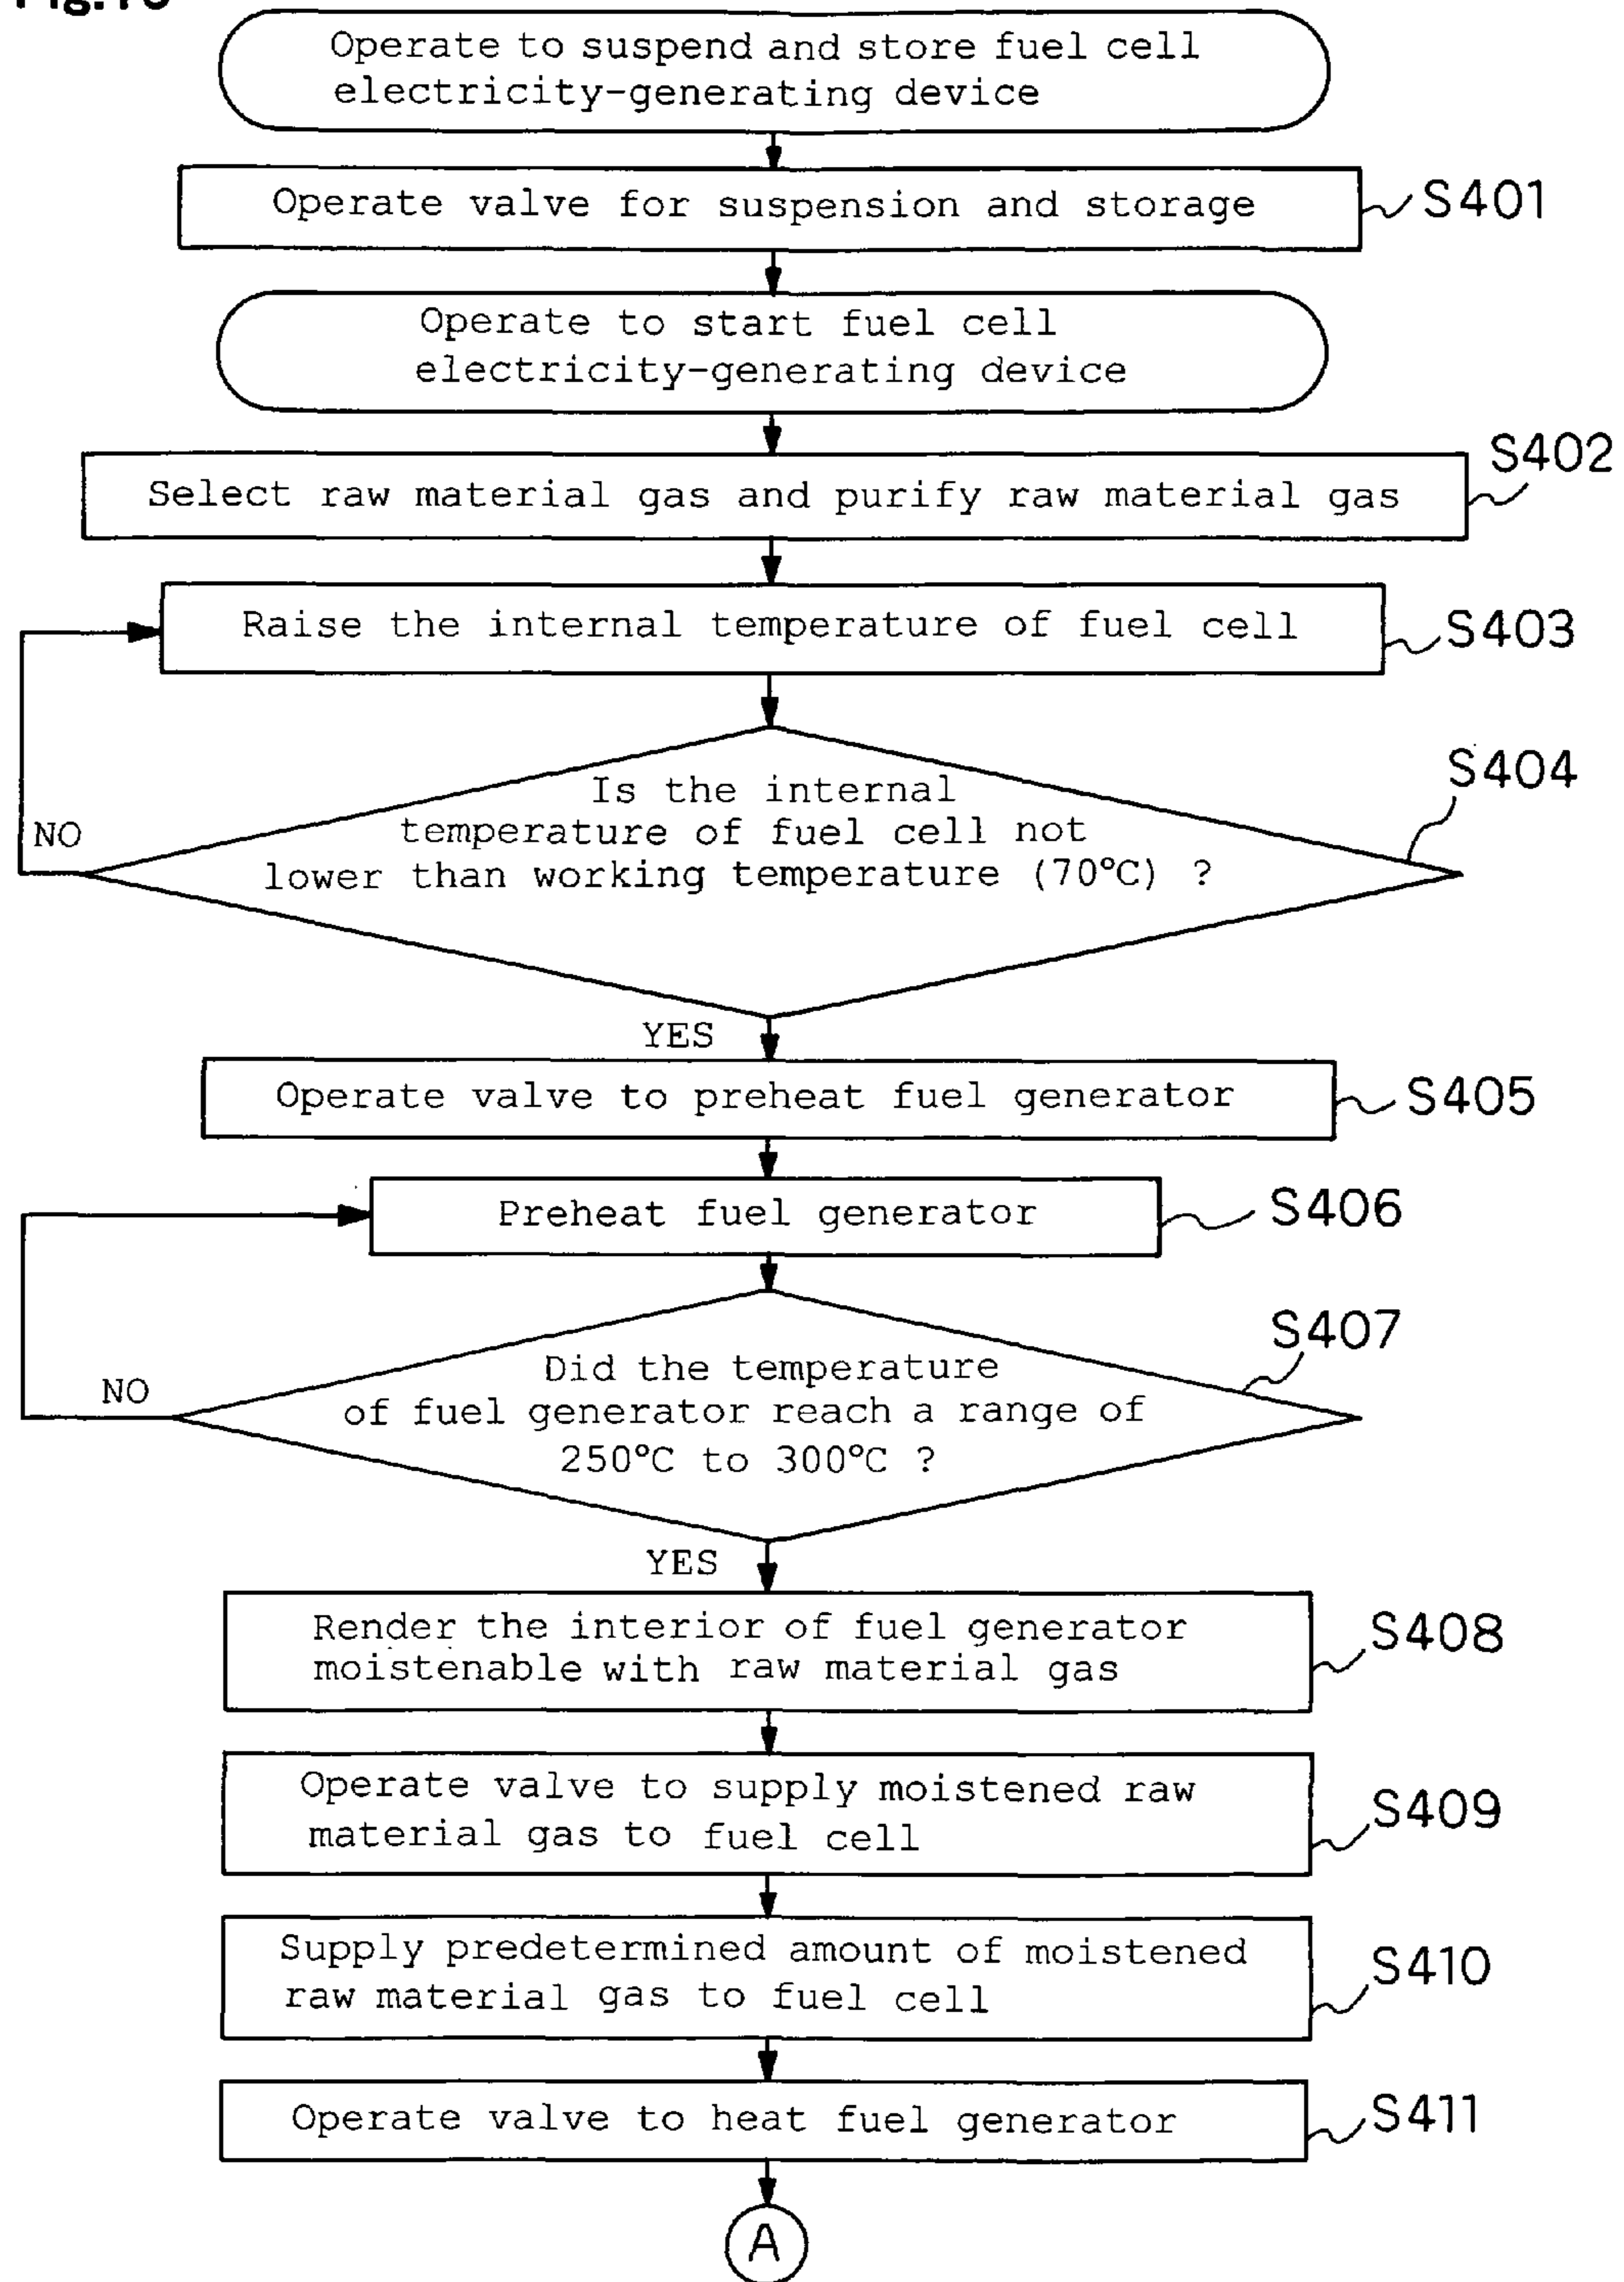 Operate to suspend and store fuel cell
electricity-generating device
Operate valve for suspension and storage
S401
Operate to start fuel cell
electricity-generating device
S402
Select raw material gas and purify raw material gas
Raise the internal temperature of fuel cell
S403
S404
Is the internal
temperature of fuel cell not
lower than working temperature (70°C) ?
NO
YES
Operate valve to preheat fuel generator
S405
Preheat fuel generator
S406
S407
Did the temperature
of fuel generator reach a range of
250°C to 300°C ?
NO
YES
Render the interior of fuel generator
moistenable with raw material gas
S408
Operate valve to supply moistened raw
material gas to fuel cell
S409
Supply predetermined amount of moistened
raw material gas to fuel cell
S410
Operate valve to heat fuel generator
S411
A